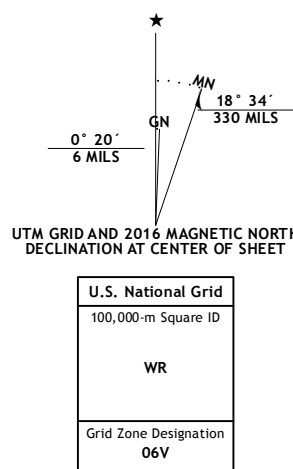 ★
MN
GN
18° 34´
330 MILS
0° 20´
6 MILS
UTM GRID AND 2016 MAGNETIC NORTH
DECLINATION AT CENTER OF SHEET
U.S. National Grid
100,000-m Square ID
WR
Grid Zone Designation
06V